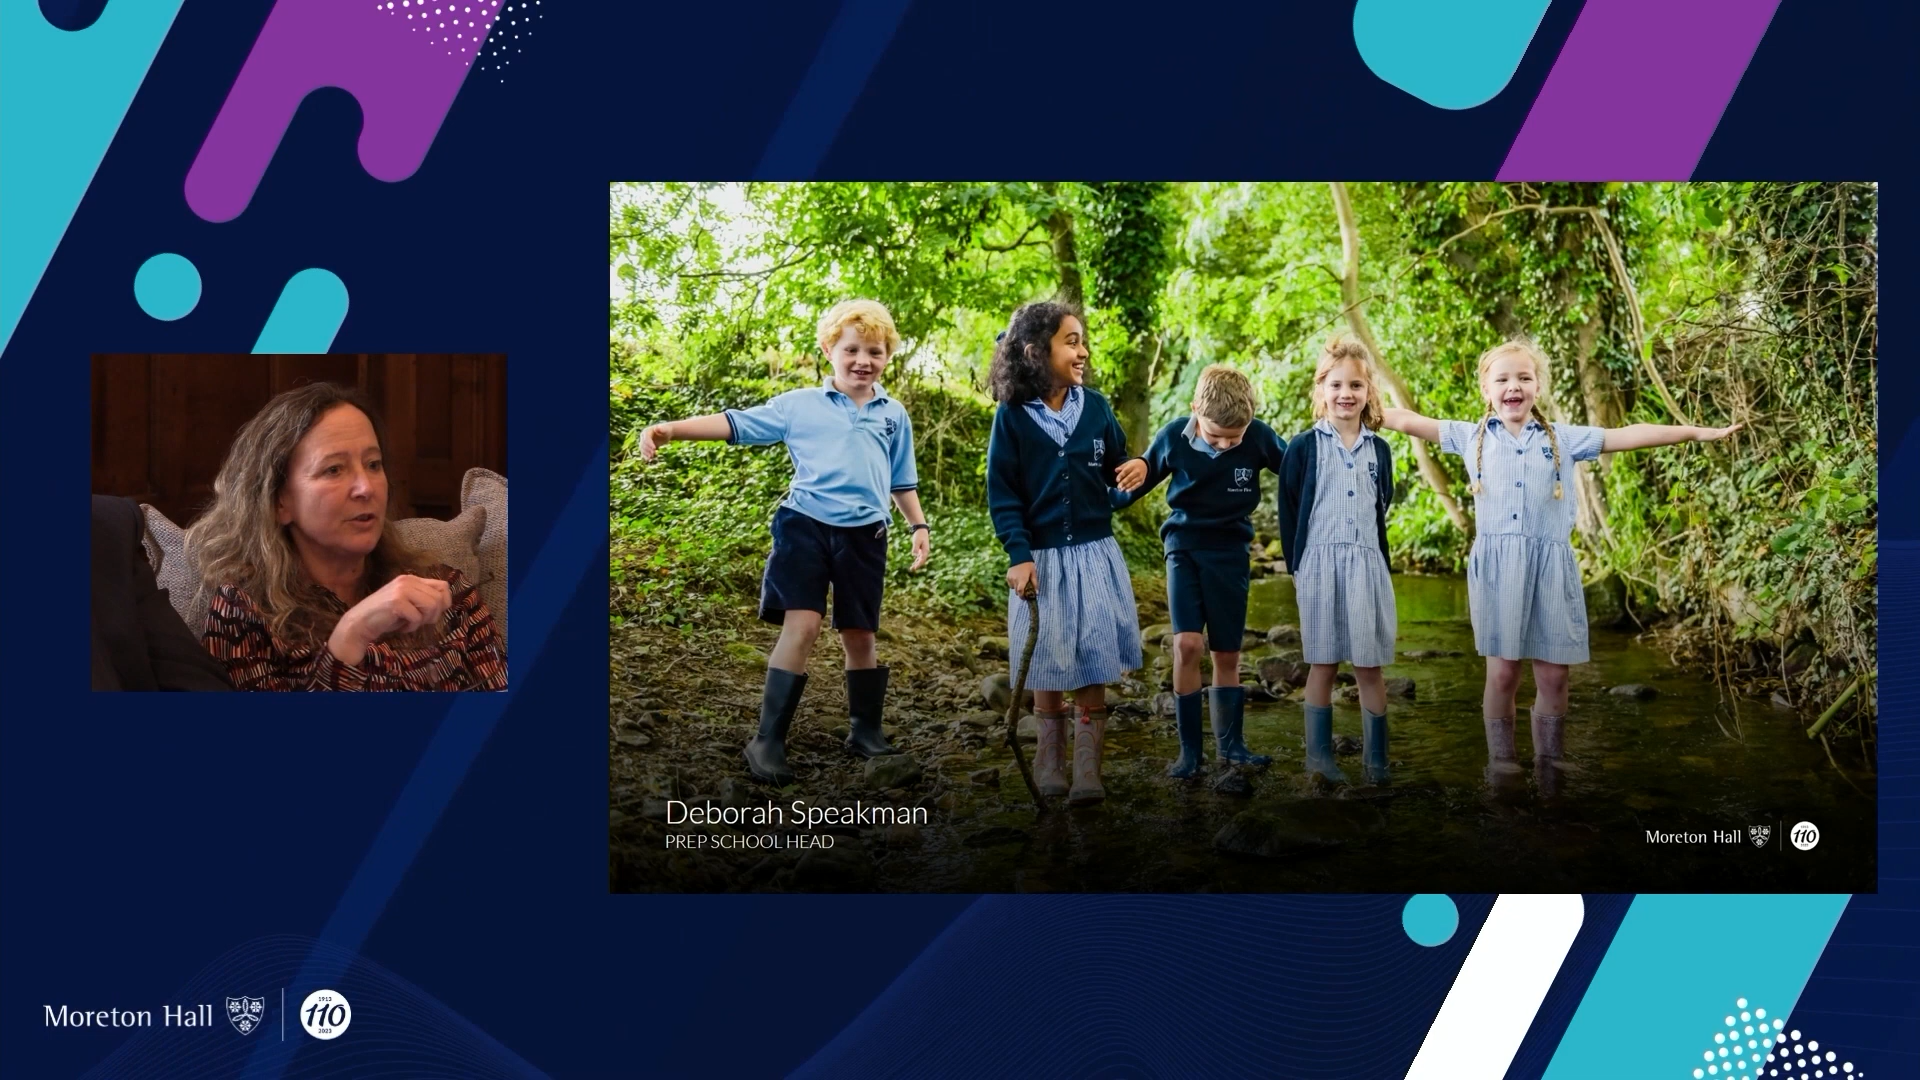 Deborah Speakman
PREP SCHOOL HEAD
Moreton Hall
110
Moreton Hall
1913
110
2023